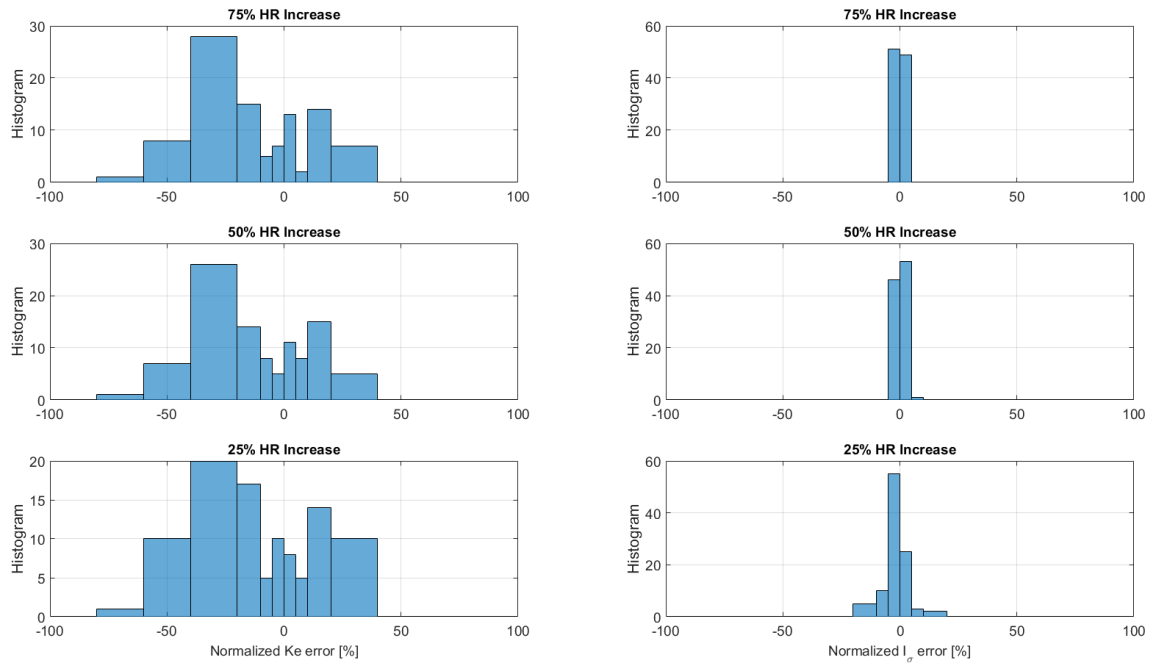 75% HR Increase
30
20
10
0
Histogram
-100 -50 0 50 100
75% HR Increase
60
40
20
0
Histogram
-100 -50 0 50 100
50% HR Increase
30
20
10
0
Histogram
-100 -50 0 50 100
50% HR Increase
60
40
20
0
Histogram
-100 -50 0 50 100
25% HR Increase
20
15
10
5
0
Histogram
-100 -50 0 50 100
Normalized Ke error [%]
25% HR Increase
60
40
20
0
Histogram
-100 -50 0 50 100
Normalized I_σ error [%]